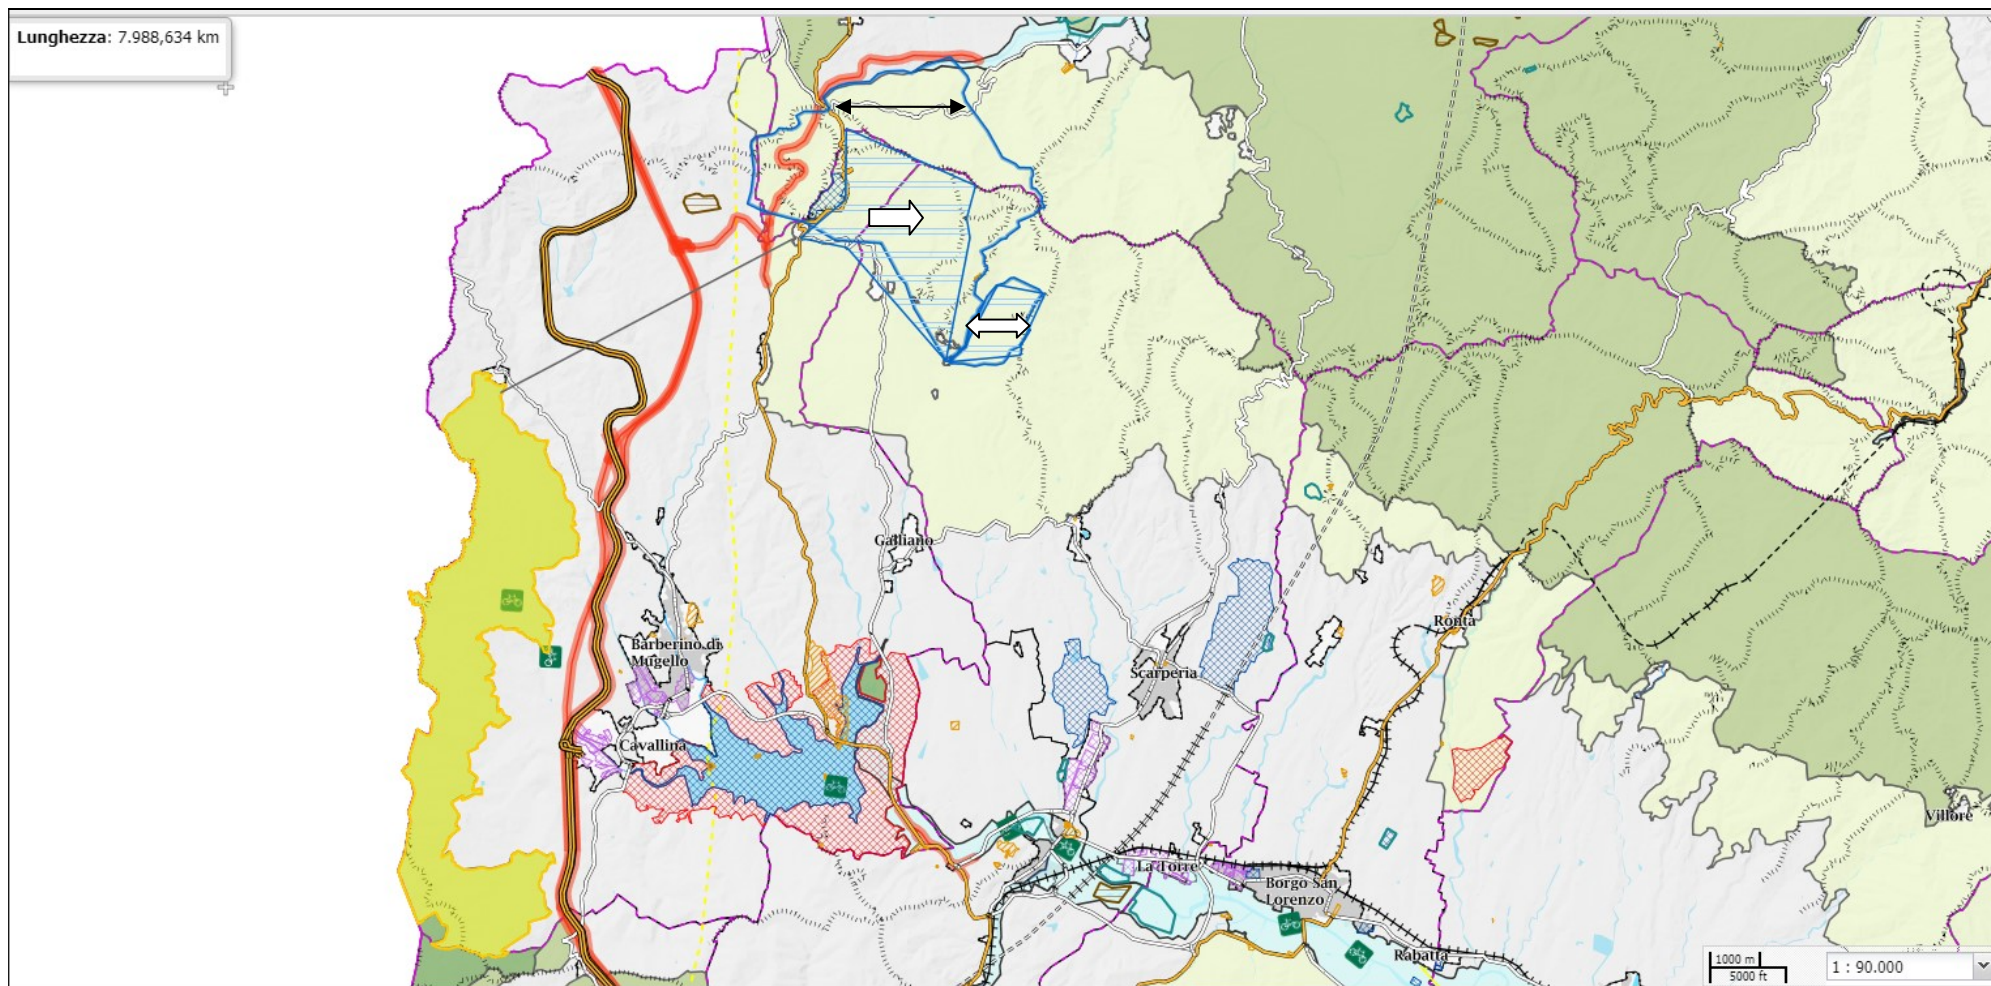 Lunghezza: 7.988,634 km
Galliano
Ronta
Barberino di
Mugello
Scarperia
Cavallina
Villore
La Torre
Borgo San
Lorenzo
Rabatta
1000 m
5000 ft
1 : 90.000